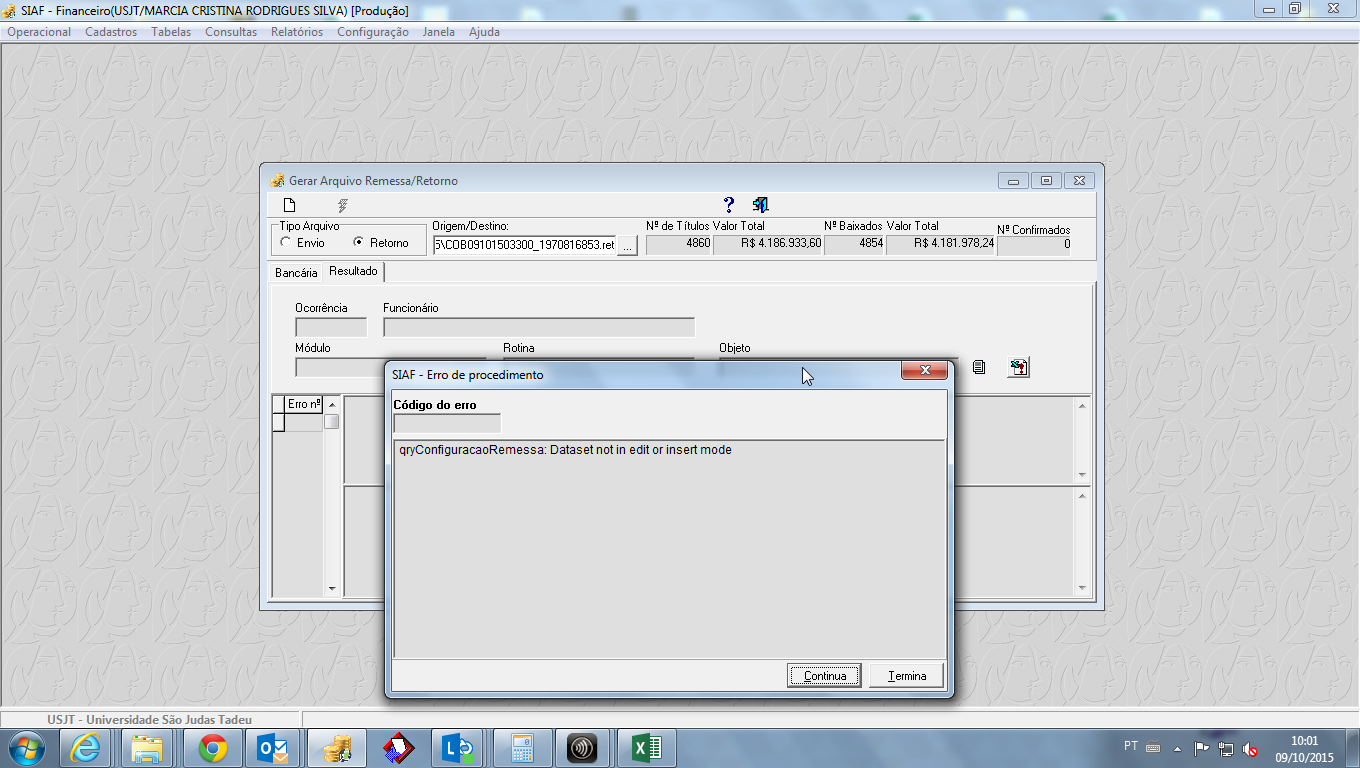 SIAF - Financeiro(USJT/MARCIA CRISTINA RODRIGUES SILVA) [Produção]
Operacional Cadastros Tabelas Consultas Relatórios Configuração Janela Ajuda
Gerar Arquivo Remessa/Retorno
Tipo Arquivo
Envio Retorno
Origem/Destino:
5\COB09101503300_1970816853.ret ...
Nº de Títulos Valor Total Nº Baixados Valor Total Nº Confirmados
4860 R$ 4.186.933,60 4854 R$ 4.181.978,24 0
Bancária Resultado
Ocorrência Funcionário
Módulo Rotina Objeto
Erro nº
SIAF - Erro de procedimento
Código do erro
qryConfiguracaoRemessa: Dataset not in edit or insert mode
Continua Termina
USJT - Universidade São Judas Tadeu
PT
10:01
09/10/2015